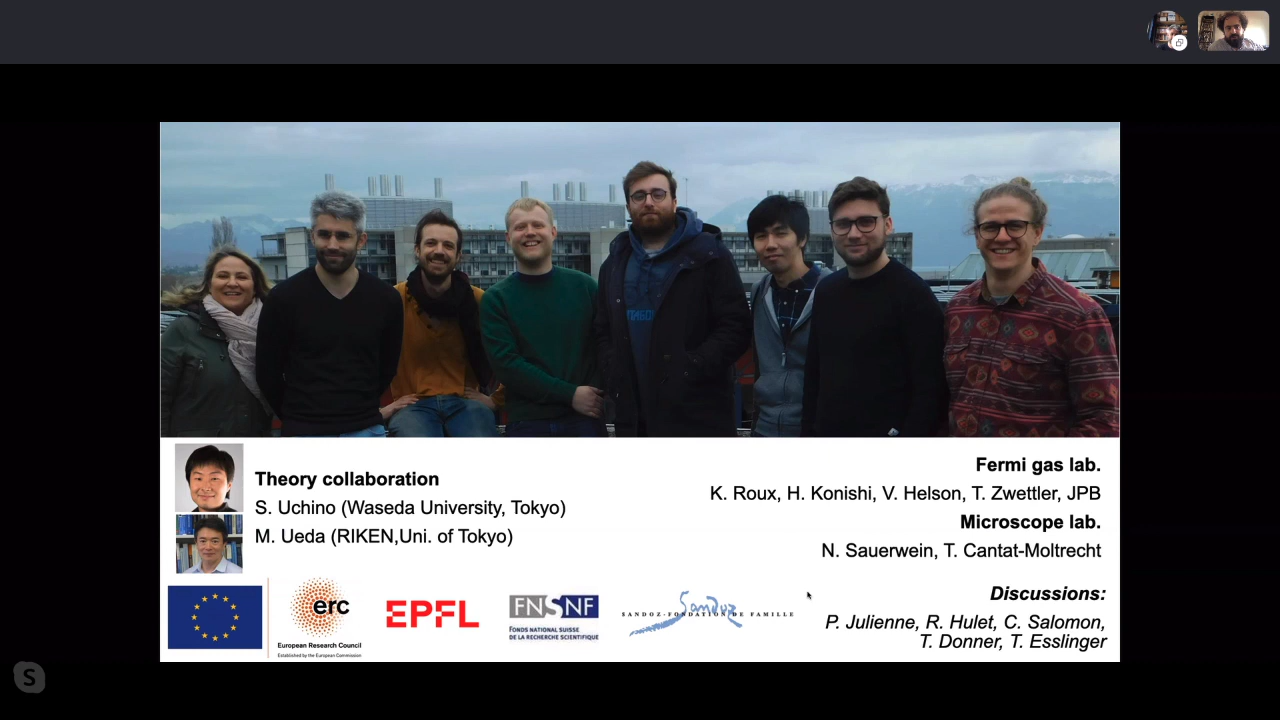 Theory collaboration
S. Uchino (Waseda University, Tokyo)
M. Ueda (RIKEN,Uni. of Tokyo)
Fermi gas lab.
K. Roux, H. Konishi, V. Helson, T. Zwettler, JPB
Microscope lab.
N. Sauerwein, T. Cantat-Moltrecht
Discussions:
P. Julienne, R. Hulet, C. Salomon,
T. Donner, T. Esslinger
erc
European Research Council
Established by the European Commission
EPFL
FNSNF
FONDS NATIONAL SUISSE
DE LA RECHERCHE SCIENTIFIQUE
Sandoz
SANDOZ-FONDATION DE FAMILLE
S